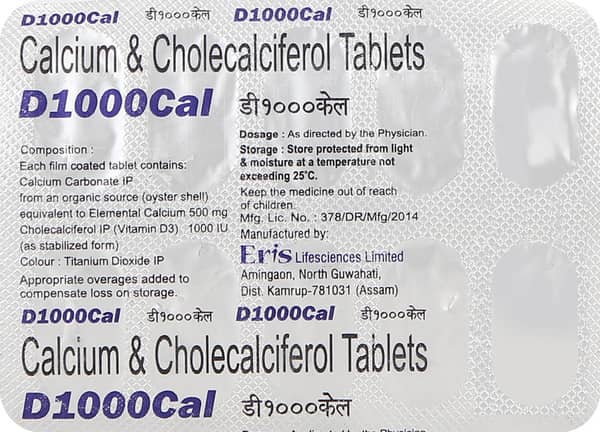 D1000Cal डी१०००केल D1000Cal डी१०००केल
Calcium & Cholecalciferol Tablets
D1000Cal डी१०००केल
Composition :
Each film coated tablet contains:
Calcium Carbonate IP
from an organic source (oyster shell)
equivalent to Elemental Calcium 500 mg
Cholecalciferol IP (Vitamin D3) 1000 IU
(as stabilized form)
Colour : Titanium Dioxide IP
Appropriate overages added to
compensate loss on storage.
Dosage : As directed by the Physician.
Storage : Store protected from light
& moisture at a temperature not
exceeding 25°C.
Keep the medicine out of reach
of children.
Mfg. Lic. No. : 378/DR/Mfg/2014
Manufactured by:
Eris Lifesciences Limited
Amingaon, North Guwahati,
Dist. Kamrup-781031 (Assam)
D1000Cal डी१०००केल D1000Cal डी१०००केल
Calcium & Cholecalciferol Tablets
D1000Cal डी१०००केल